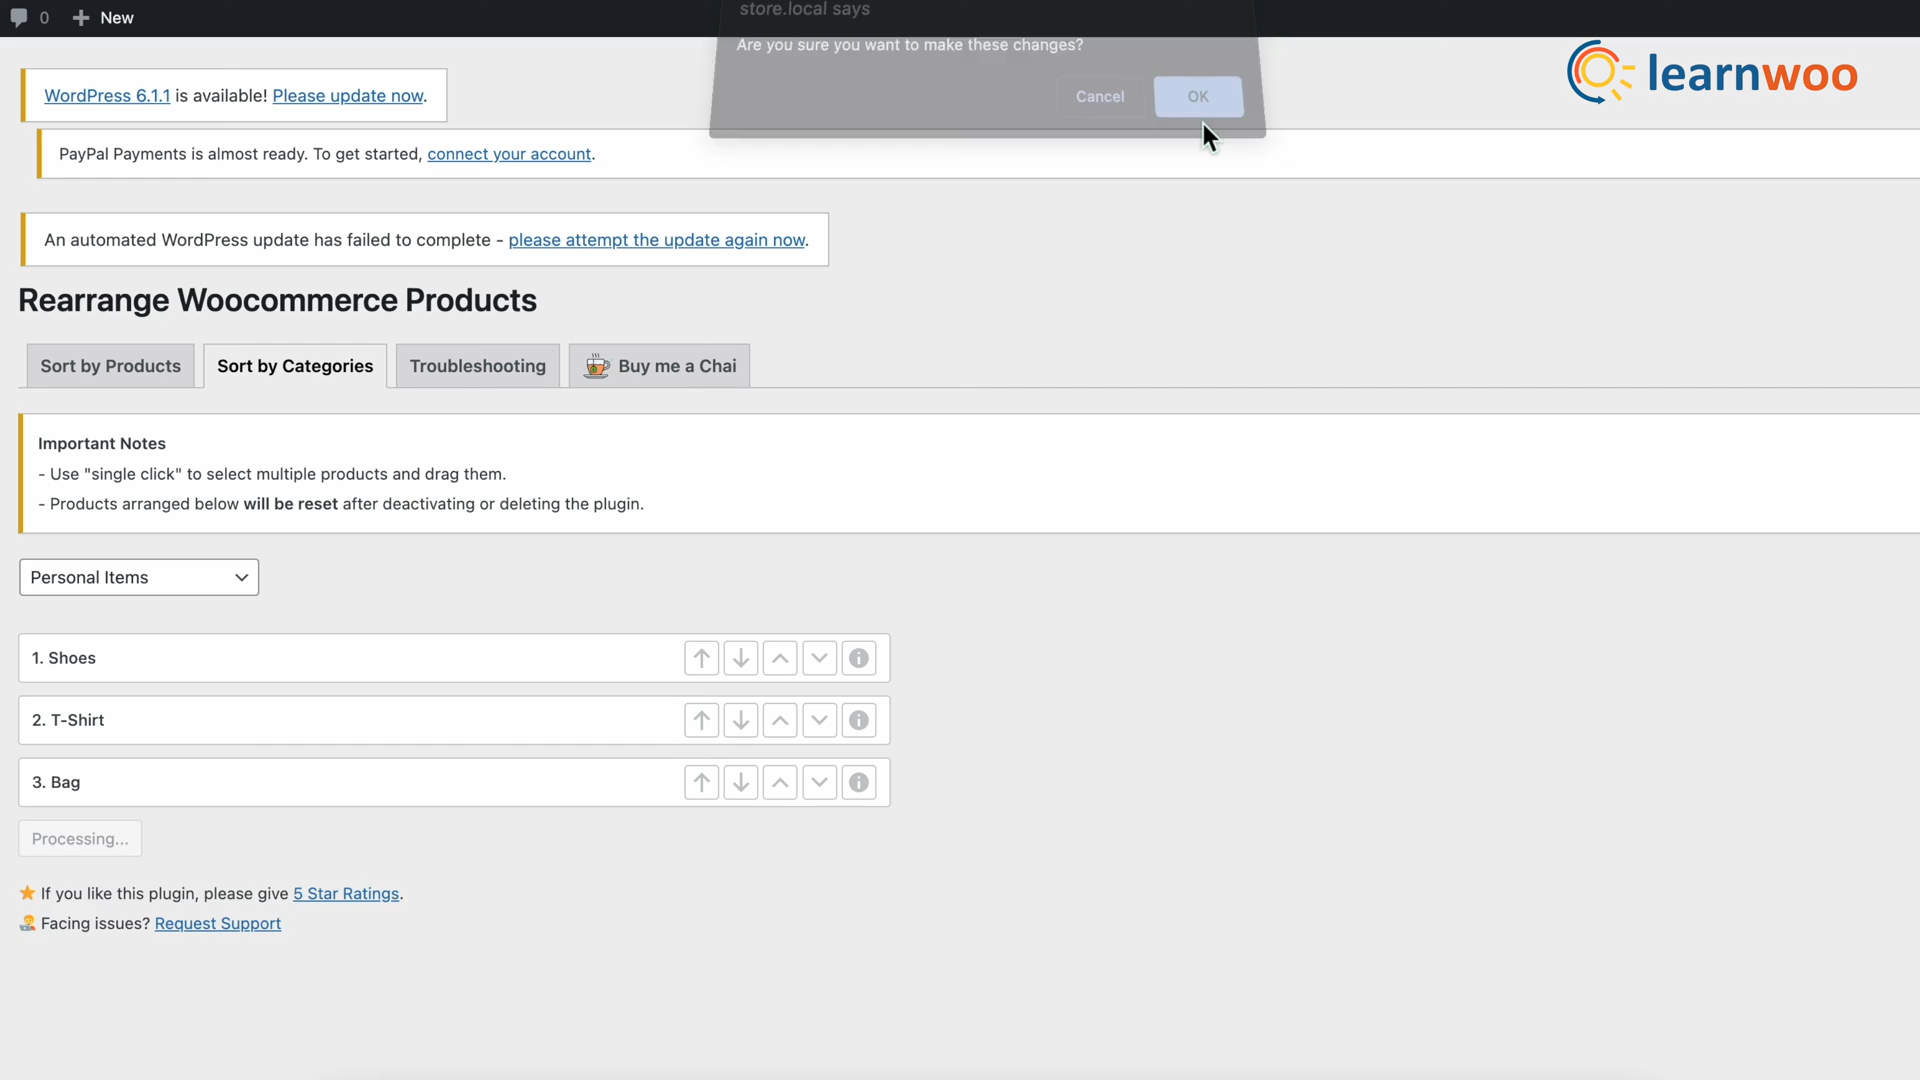 0 New
store.local says
Are you sure you want to make these changes?
Cancel OK
learnwoo
WordPress 6.1.1 is available! Please update now.
PayPal Payments is almost ready. To get started, connect your account.
An automated WordPress update has failed to complete - please attempt the update again now.
Rearrange Woocommerce Products
Sort by Products Sort by Categories Troubleshooting Buy me a Chai
Important Notes
- Use "single click" to select multiple products and drag them.
- Products arranged below will be reset after deactivating or deleting the plugin.
Personal Items
1. Shoes
2. T-Shirt
3. Bag
Processing...
If you like this plugin, please give 5 Star Ratings.
Facing issues? Request Support